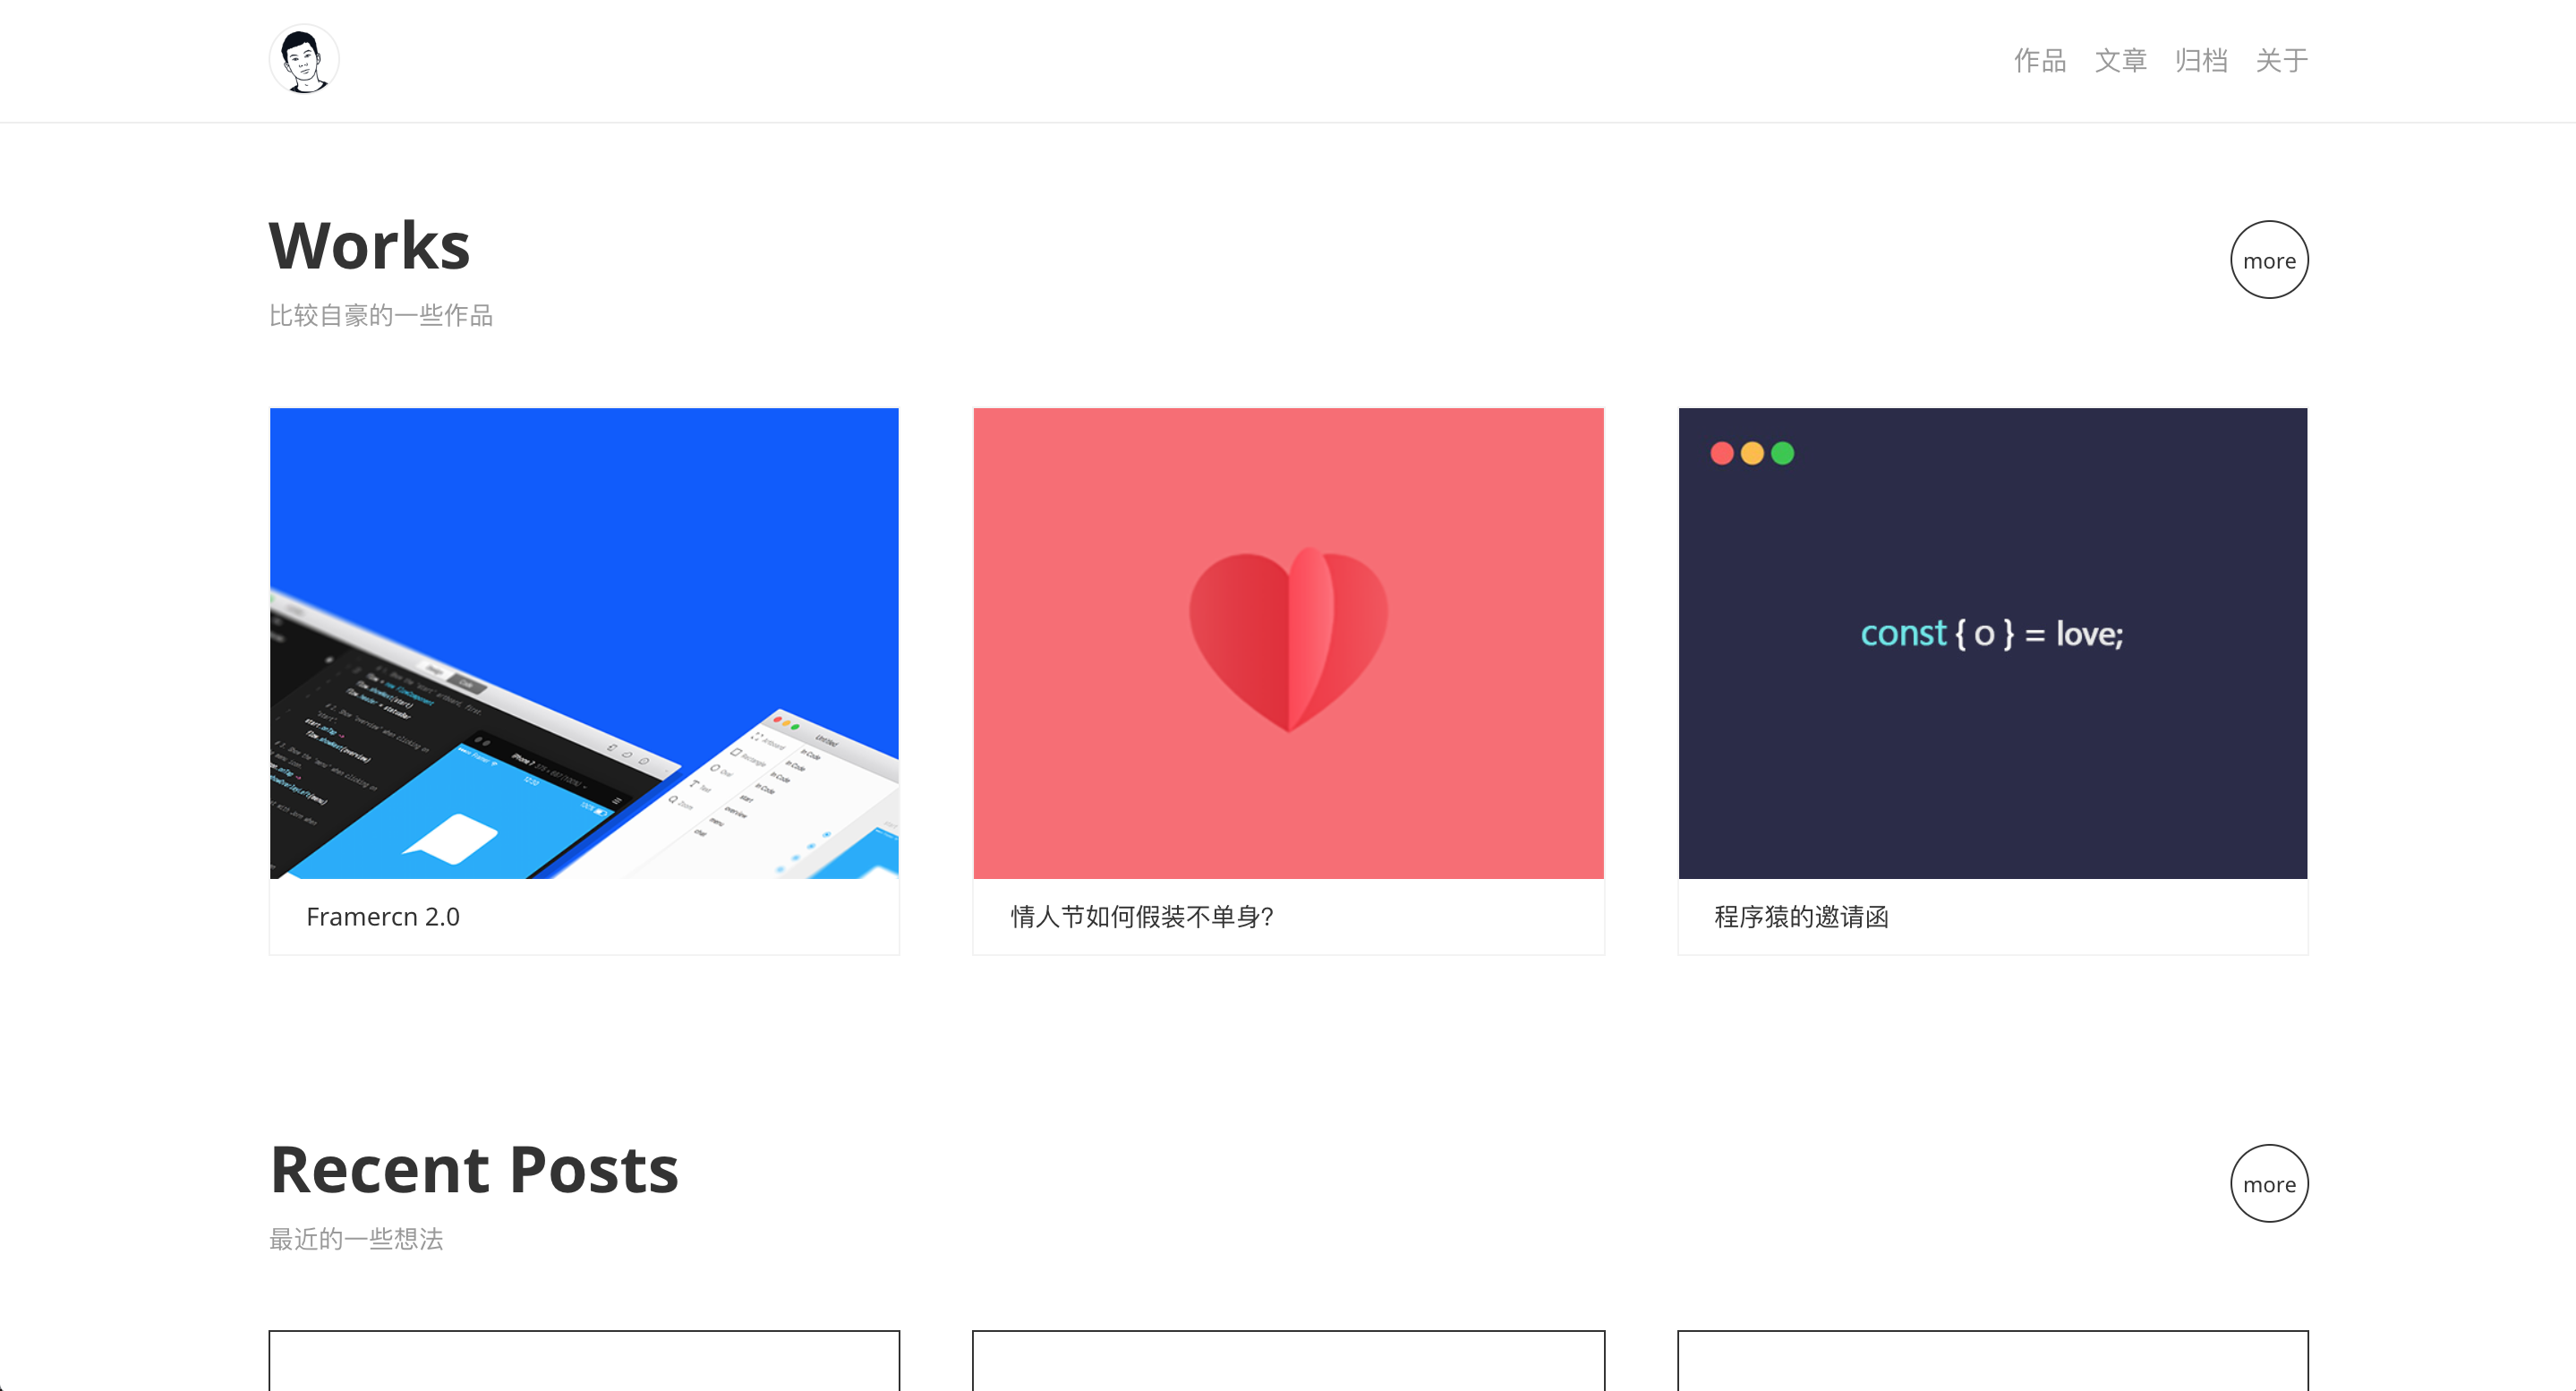 作品 文章 归档 关于
Works
more
比较自豪的一些作品
const { o } = love;
Framercn 2.0
情人节如何假装不单身?
程序猿的邀请函
Recent Posts
more
最近的一些想法